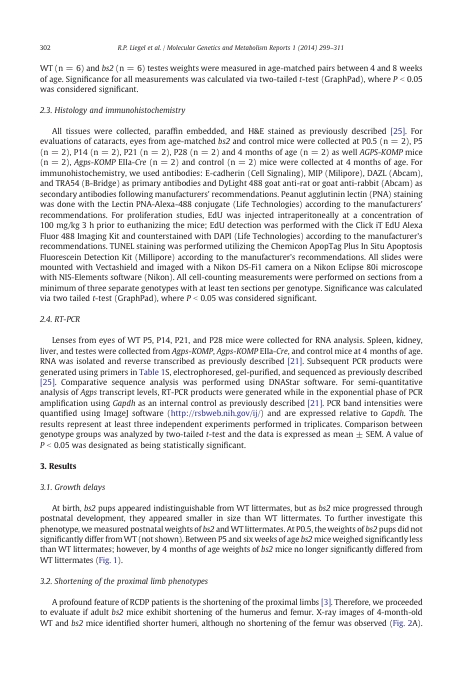 302
R.P. Liegel et al. / Molecular Genetics and Metabolism Reports 1 (2014) 299–311
WT (n = 6) and bs2 (n = 6) testes weights were measured in age-matched pairs between 4 and 8 weeks
of age. Significance for all measurements was calculated via two-tailed t-test (GraphPad), where P < 0.05
was considered significant.
2.3. Histology and immunohistochemistry
All tissues were collected, paraffin embedded, and H&E stained as previously described [25]. For
evaluations of cataracts, eyes from age-matched bs2 and control mice were collected at P0.5 (n = 2), P5
(n = 2), P14 (n = 2), P21 (n = 2), P28 (n = 2) and 4 months of age (n = 2) as well AGPS-KOMP mice
(n = 2), Agps-KOMP EIIa-Cre (n = 2) and control (n = 2) mice were collected at 4 months of age. For
immunohistochemistry, we used antibodies: E-cadherin (Cell Signaling), MIP (Milipore), DAZL (Abcam),
and TRA54 (B-Bridge) as primary antibodies and DyLight 488 goat anti-rat or goat anti-rabbit (Abcam) as
secondary antibodies following manufacturers' recommendations. Peanut agglutinin lectin (PNA) staining
was done with the Lectin PNA-Alexa-488 conjugate (Life Technologies) according to the manufacturers'
recommendations. For proliferation studies, EdU was injected intraperitoneally at a concentration of
100 mg/kg 3 h prior to euthanizing the mice; EdU detection was performed with the Click iT EdU Alexa
Fluor 488 Imaging Kit and counterstained with DAPI (Life Technologies) according to the manufacturer's
recommendations. TUNEL staining was performed utilizing the Chemicon ApopTag Plus In Situ Apoptosis
Fluorescein Detection Kit (Millipore) according to the manufacturer's recommendations. All slides were
mounted with Vectashield and imaged with a Nikon DS-Fi1 camera on a Nikon Eclipse 80i microscope
with NIS-Elements software (Nikon). All cell-counting measurements were performed on sections from a
minimum of three separate genotypes with at least ten sections per genotype. Significance was calculated
via two tailed t-test (GraphPad), where P < 0.05 was considered significant.
2.4. RT-PCR
Lenses from eyes of WT P5, P14, P21, and P28 mice were collected for RNA analysis. Spleen, kidney,
liver, and testes were collected from Agps-KOMP, Agps-KOMP EIIa-Cre, and control mice at 4 months of age.
RNA was isolated and reverse transcribed as previously described [21]. Subsequent PCR products were
generated using primers in Table 1S, electrophoresed, gel-purified, and sequenced as previously described
[25]. Comparative sequence analysis was performed using DNAStar software. For semi-quantitative
analysis of Agps transcript levels, RT-PCR products were generated while in the exponential phase of PCR
amplification using Gapdh as an internal control as previously described [21]. PCR band intensities were
quantified using ImageJ software (http://rsbweb.nih.gov/ij/) and are expressed relative to Gapdh. The
results represent at least three independent experiments performed in triplicates. Comparison between
genotype groups was analyzed by two-tailed t-test and the data is expressed as mean ± SEM. A value of
P < 0.05 was designated as being statistically significant.
3. Results
3.1. Growth delays
At birth, bs2 pups appeared indistinguishable from WT littermates, but as bs2 mice progressed through
postnatal development, they appeared smaller in size than WT littermates. To further investigate this
phenotype, we measured postnatal weights of bs2 and WT littermates. At P0.5, the weights of bs2 pups did not
significantly differ from WT (not shown). Between P5 and six weeks of age bs2 mice weighed significantly less
than WT littermates; however, by 4 months of age weights of bs2 mice no longer significantly differed from
WT littermates (Fig. 1).
3.2. Shortening of the proximal limb phenotypes
A profound feature of RCDP patients is the shortening of the proximal limbs [3]. Therefore, we proceeded
to evaluate if adult bs2 mice exhibit shortening of the humerus and femur. X-ray images of 4-month-old
WT and bs2 mice identified shorter humeri, although no shortening of the femur was observed (Fig. 2A).